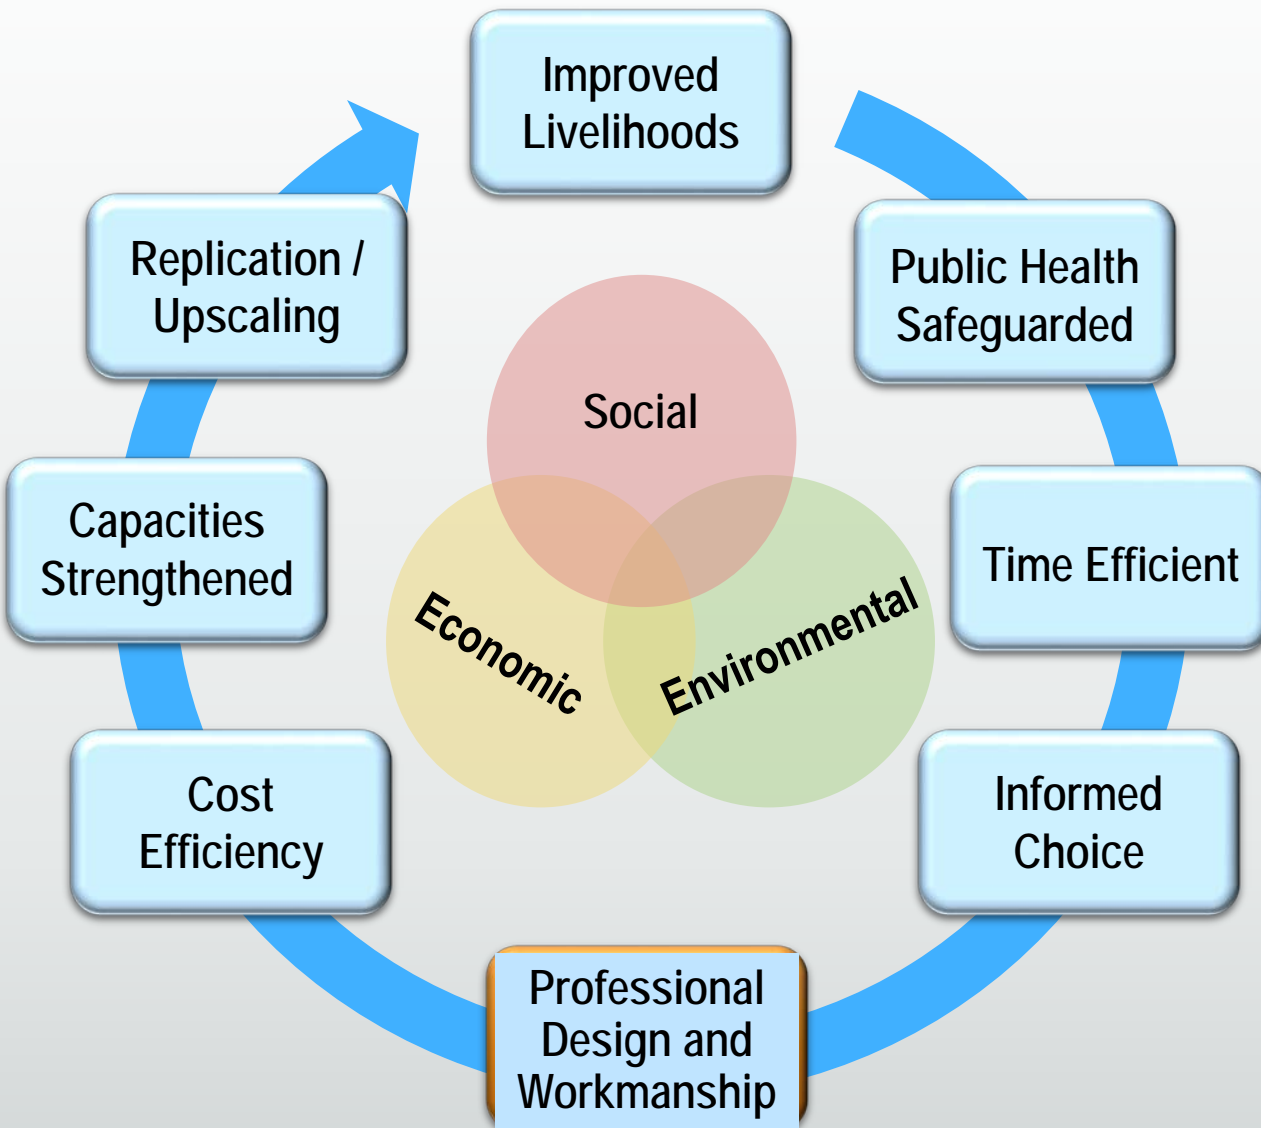 Improved
Livelihoods
Public Health
Safeguarded
Time Efficient
Informed
Choice
Professional
Design and
Workmanship
Cost
Efficiency
Capacities
Strengthened
Replication /
Upscaling
Social
Economic
Environmental